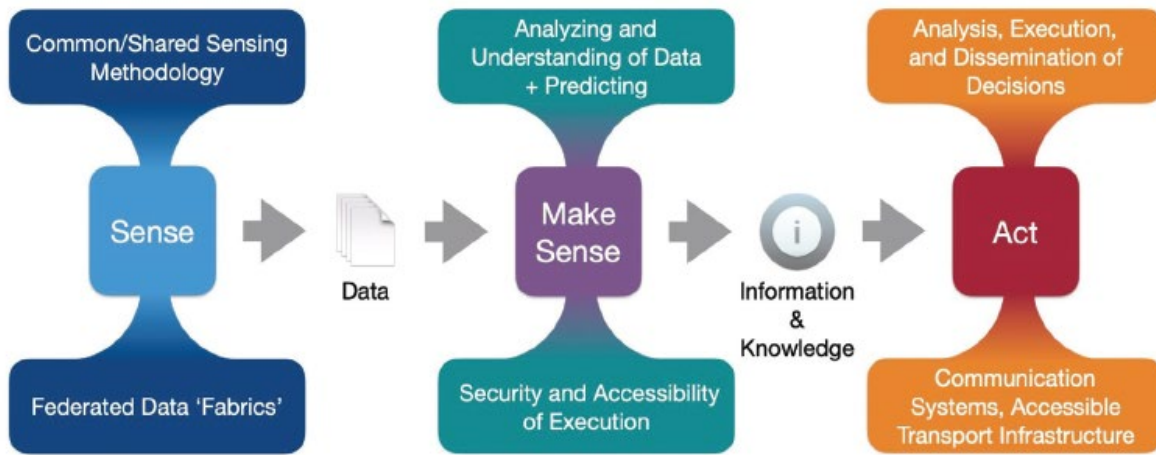 Common/Shared Sensing
Methodology
Analyzing and
Understanding of Data
+ Predicting
Analysis, Execution,
and Dissemination of
Decisions
Sense
Data
Make
Sense
i
Information
&
Knowledge
Act
Federated Data ‘Fabrics’
Security and Accessibility
of Execution
Communication
Systems, Accessible
Transport Infrastructure